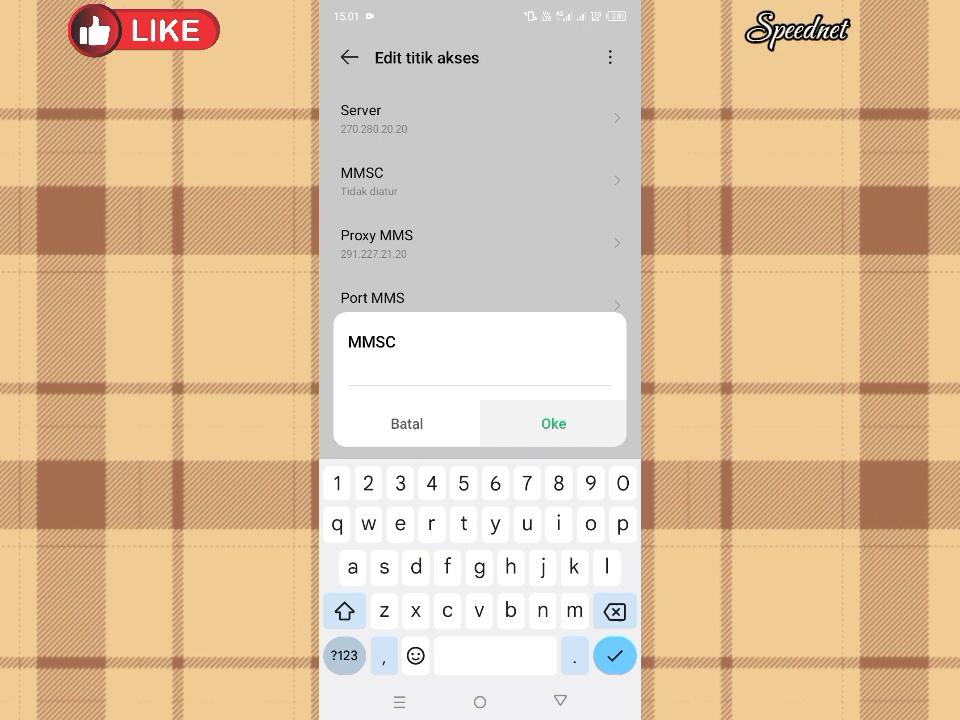 LIKE
Speednet
15.01
Edit titik akses
Server
270.280.20.20
MMSC
Tidak diatur
Proxy MMS
291.227.21.20
Port MMS
MMSC
Batal Oke
1 2 3 4 5 6 7 8 9 0
q w e r t y u i o p
a s d f g h j k l
z x c v b n m
?123 , .